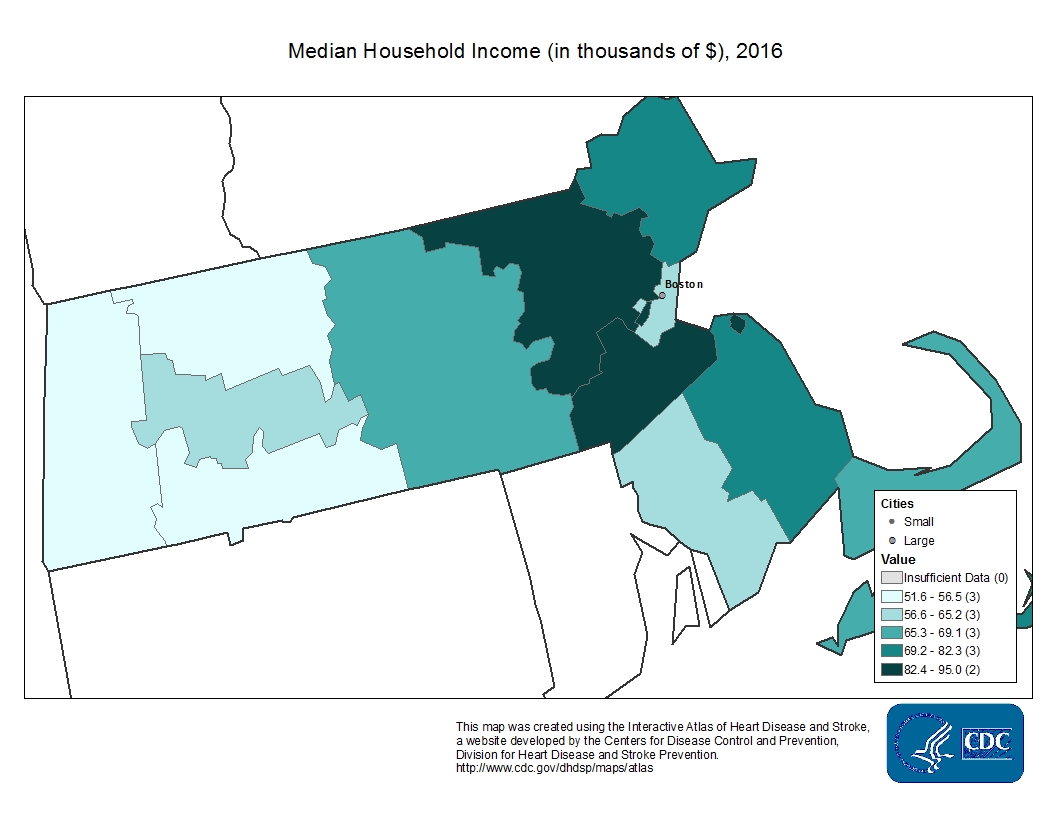 Median Household Income (in thousands of $), 2016
Boston
Cities
Small
Large
Value
Insufficient Data (0)
51.6 - 56.5 (3)
56.6 - 65.2 (3)
65.3 - 69.1 (3)
69.2 - 82.3 (3)
82.4 - 95.0 (2)
This map was created using the Interactive Atlas of Heart Disease and Stroke,
a website developed by the Centers for Disease Control and Prevention,
Division for Heart Disease and Stroke Prevention.
http://www.cdc.gov/dhdsp/maps/atlas
CDC